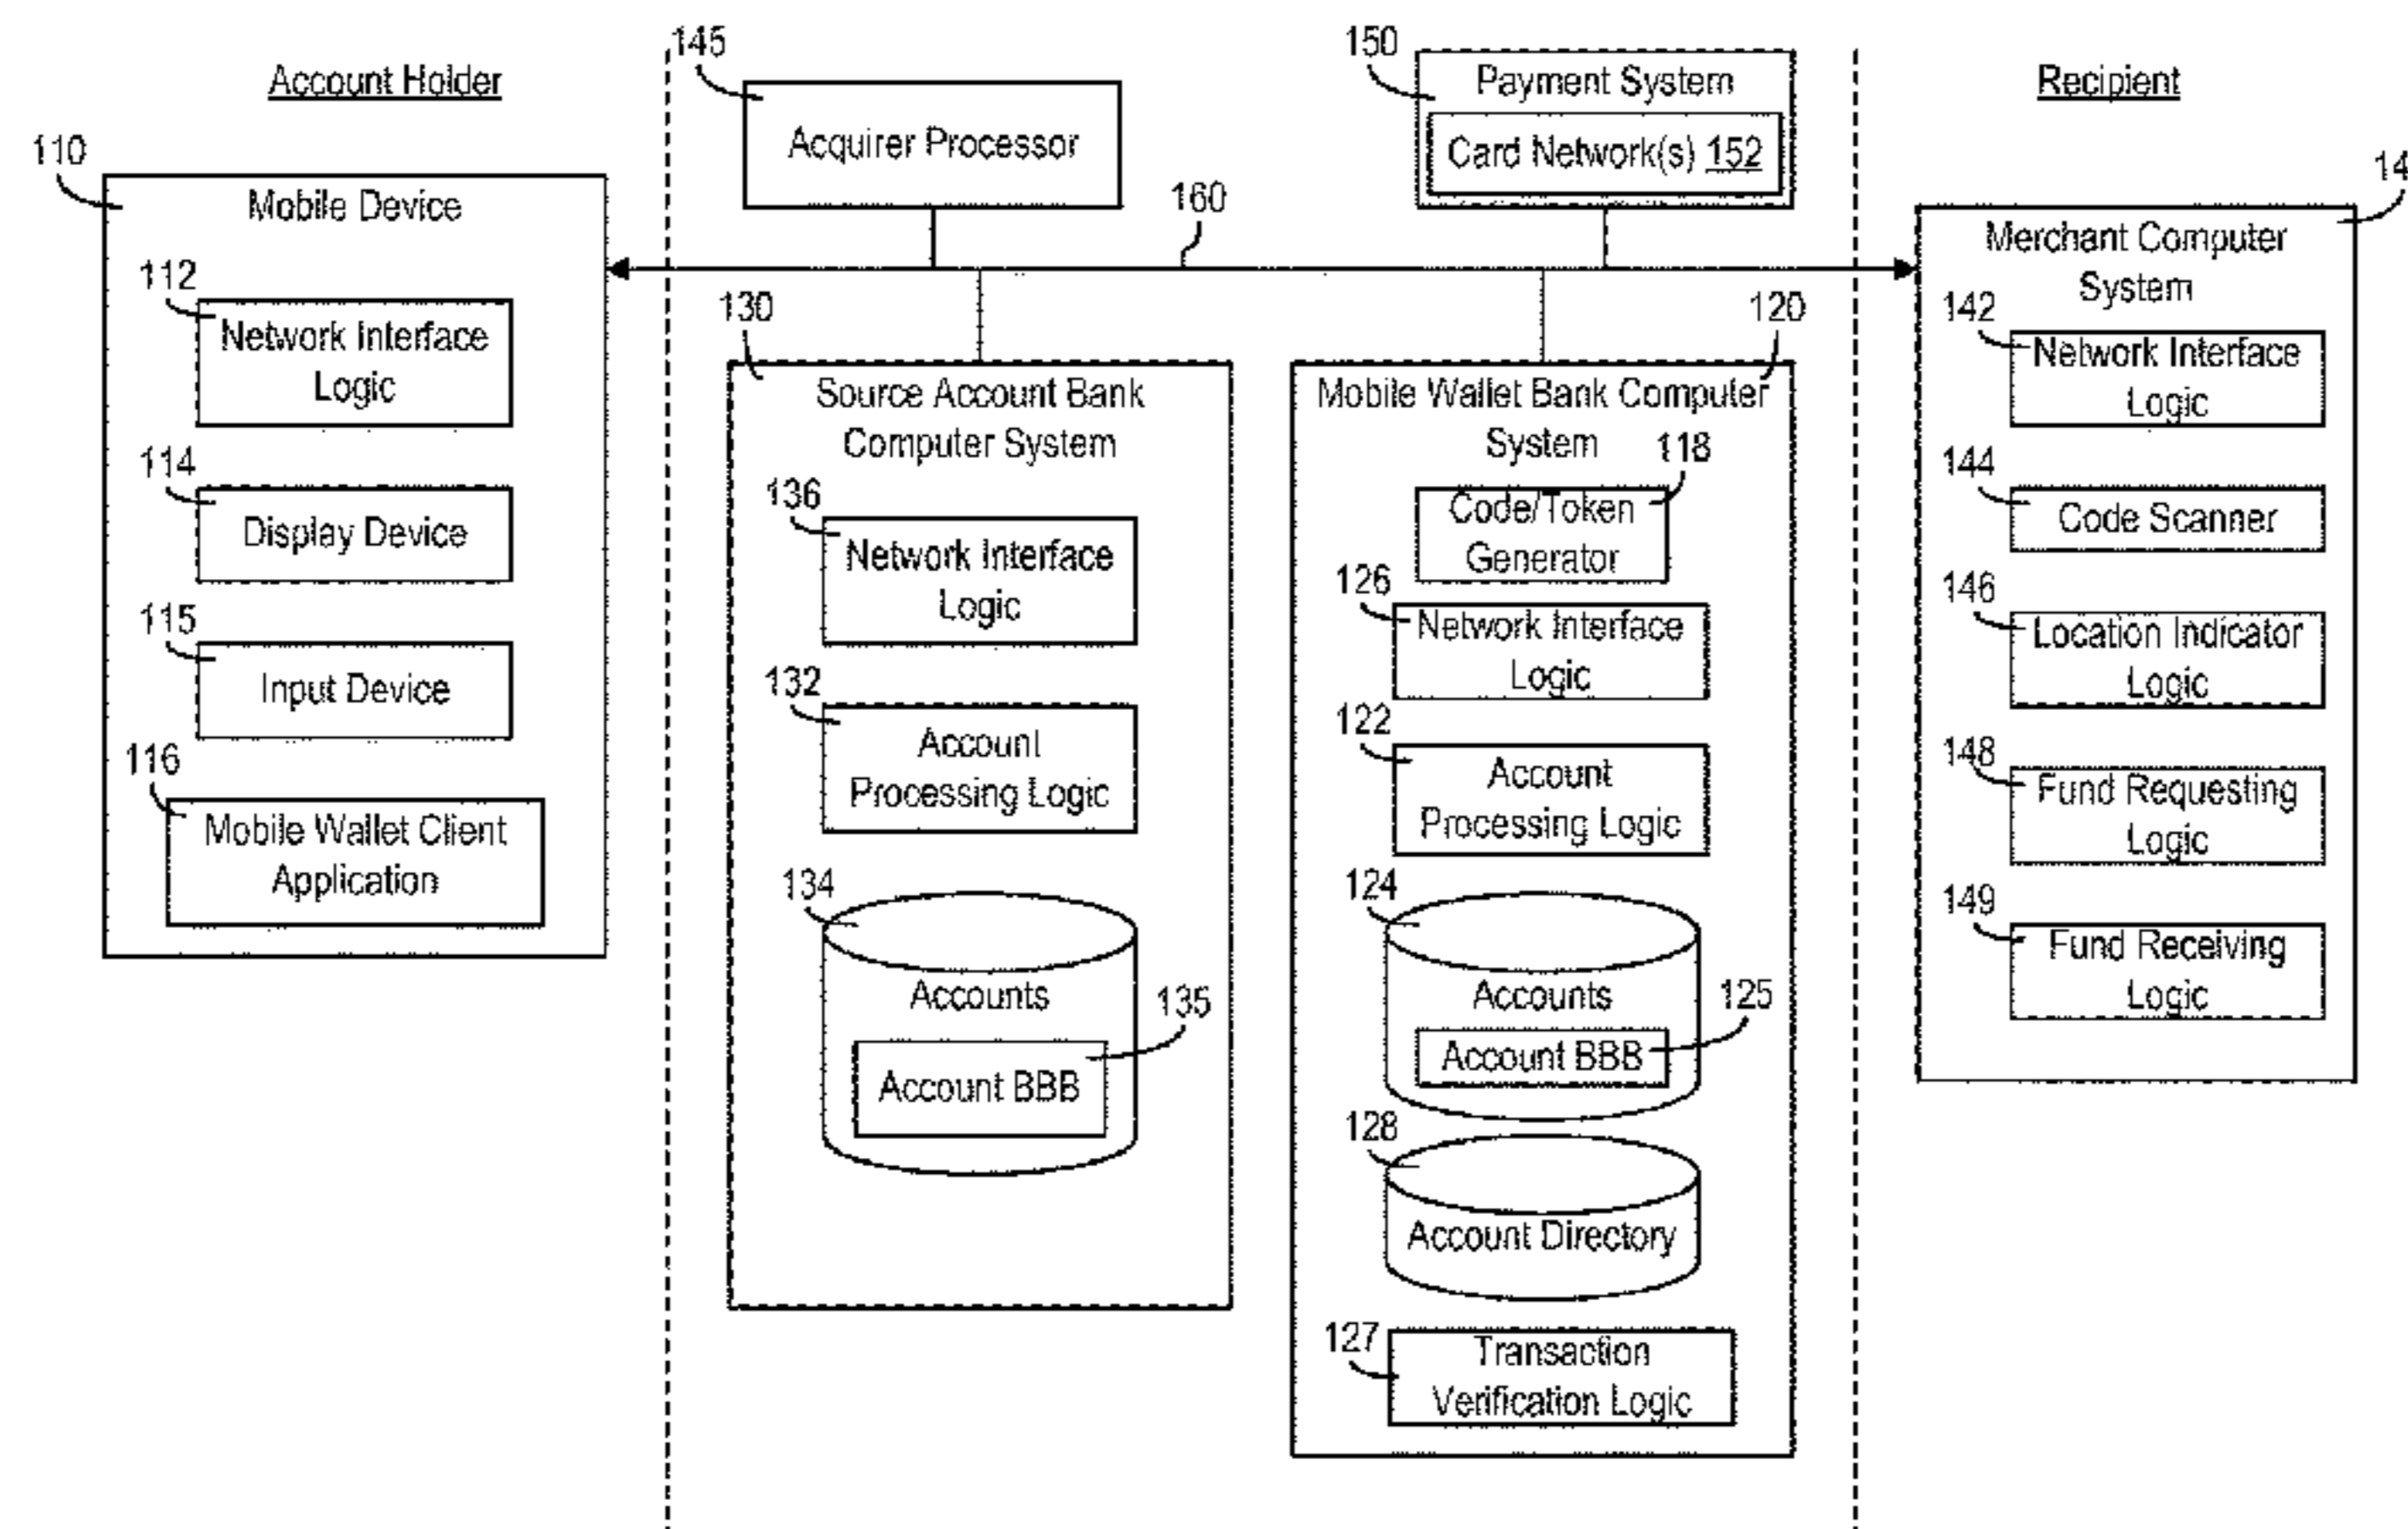 Account Holder
110
Mobile Device
112
Network Interface
Logic
114
Display Device
115
Input Device
116
Mobile Wallet Client
Application
145
Acquirer Processor
150
Payment System
Card Network(s) 152
160
130
Source Account Bank
Computer System
136
Network Interface
Logic
132
Account
Processing Logic
134
Accounts
135
Account BBB
120
Mobile Wallet Bank Computer
System
118
Code/Token
Generator
126
Network Interface
Logic
122
Account
Processing Logic
124
Accounts
125
Account BBB
128
Account Directory
127
Transaction
Verification Logic
Recipient
14
Merchant Computer
System
142
Network Interface
Logic
144
Code Scanner
146
Location Indicator
Logic
148
Fund Requesting
Logic
149
Fund Receiving
Logic